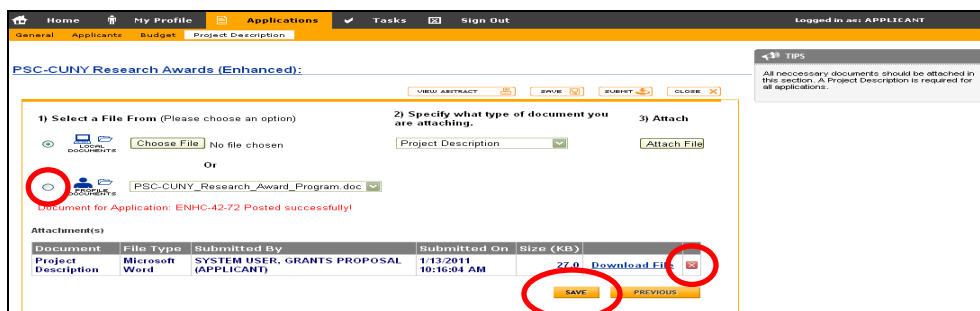 Home My Profile Applications Tasks Sign Out Logged in as: APPLICANT
General Applicants Budget Project Description
TIPS
All neccessary documents should be attached in
this section. A Project Description is required for
all applications.
PSC-CUNY Research Awards (Enhanced):
VIEW ABSTRACT SAVE SUBMIT CLOSE
1) Select a File From (Please choose an option)
2) Specify what type of document you
are attaching.
3) Attach
LOCAL
DOCUMENTS
Choose File No file chosen
Project Description
Attach File
Or
PROFILE
DOCUMENTS
PSC-CUNY_Research_Award_Program.doc
Document for Application: ENHC-42-72 Posted successfully!
Attachment(s)
Document File Type Submitted By Submitted On Size (KB)
Project Microsoft SYSTEM USER, GRANTS PROPOSAL 1/13/2011 27.0 Download File
Description Word (APPLICANT) 10:16:04 AM
SAVE PREVIOUS